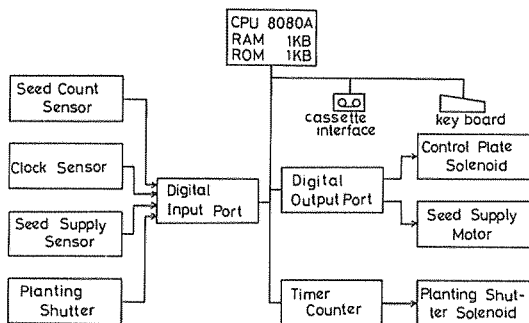 CPU 8080A
RAM 1KB
ROM 1KB
Seed Count
Sensor
cassette
interface
key board
Clock Sensor
Digital
Input Port
Digital
Output Port
Control Plate
Solenoid
Seed Supply
Sensor
Seed Supply
Motor
Planting
Shutter
Timer
Counter
Planting Shut-
ter Solenoid